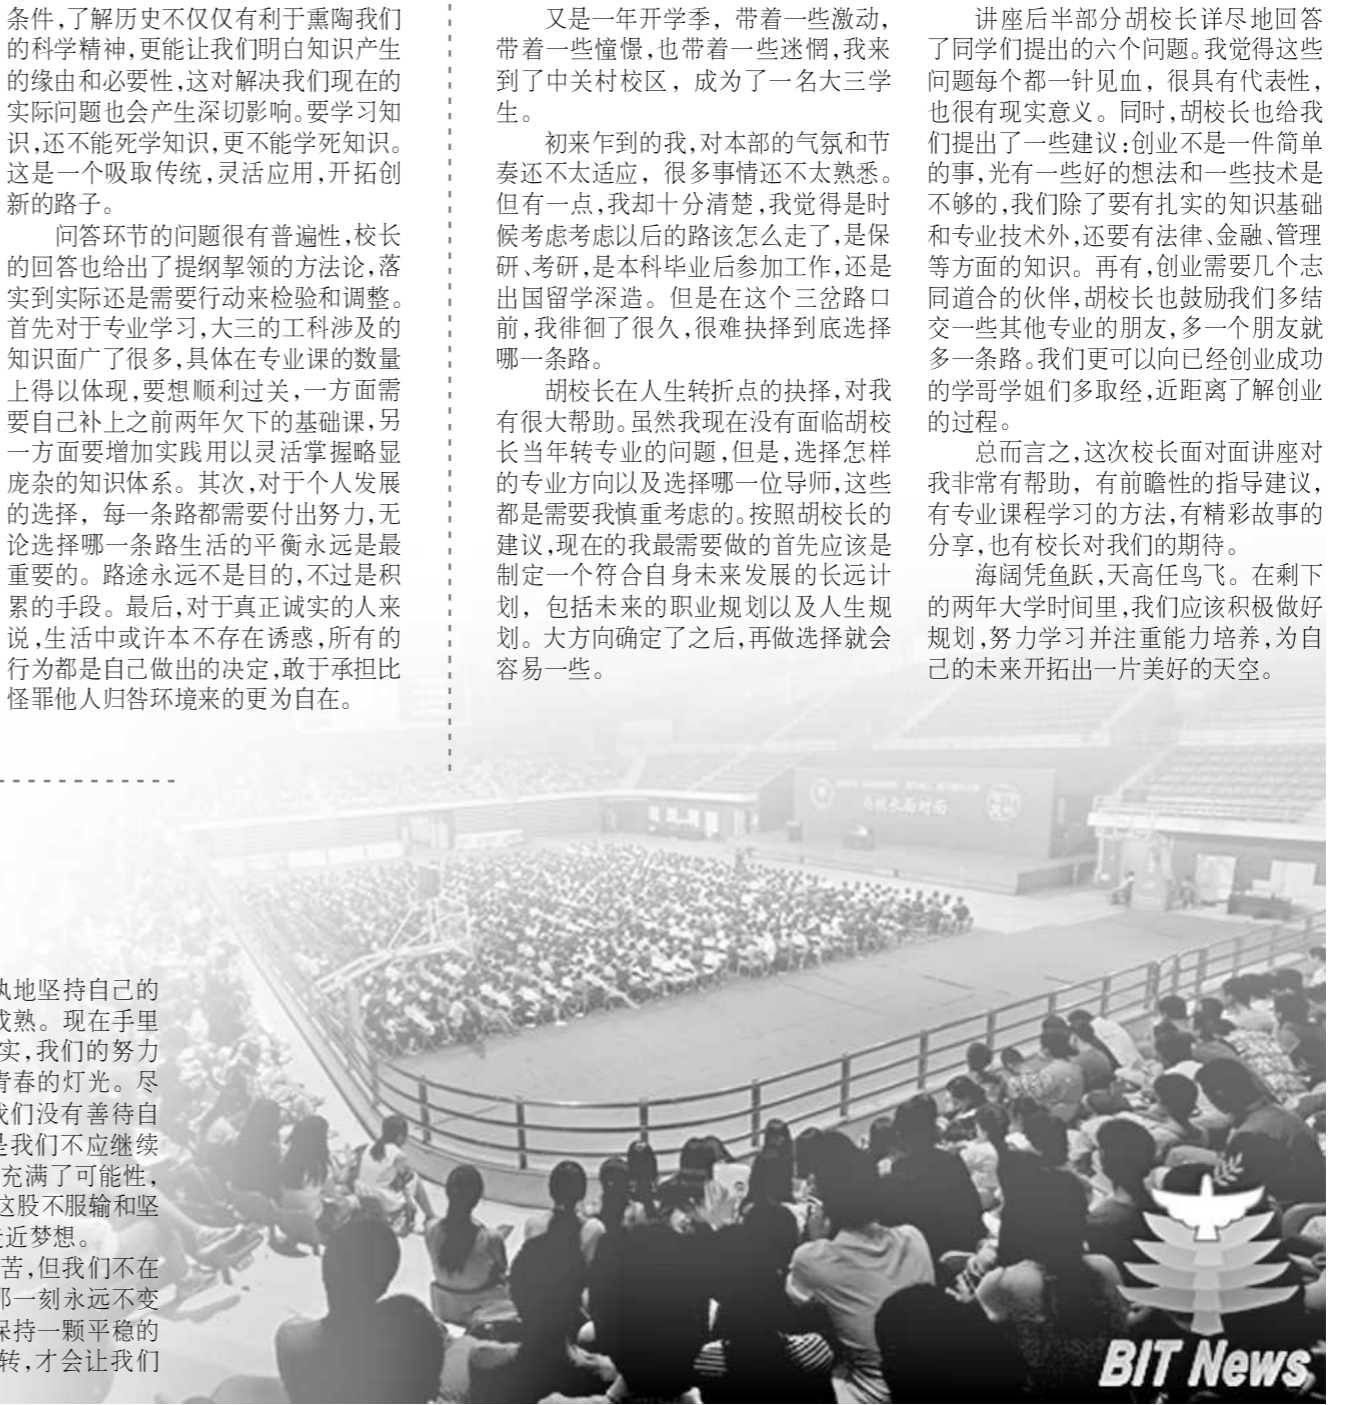 条件,了解历史不仅仅有利于熏陶我们
的科学精神,更能让我们明白知识产生
的缘由和必要性,这对解决我们现在的
实际问题也会产生深切影响。要学习知
识,还不能死学知识,更不能学死知识。
这是一个吸取传统,灵活应用,开拓创
新的路子。
问答环节的问题很有普遍性,校长
的回答也给出了提纲挈领的方法论,落
实到实际还是需要行动来检验和调整。
首先对于专业学习,大三的工科涉及的
知识面广了很多,具体在专业课的数量
上得以体现,要想顺利过关,一方面需
要自己补上之前两年欠下的基础课,另
一方面要增加实践用以灵活掌握略显
庞杂的知识体系。其次,对于个人发展
的选择,每一条路都需要付出努力,无
论选择哪一条路生活的平衡永远是最
重要的。路途永远不是目的,不过是积
累的手段。最后,对于真正诚实的人来
说,生活中或许本不存在诱惑,所有的
行为都是自己做出的决定,敢于承担比
怪罪他人归咎环境来的更为自在。
执地坚持自己的
成熟。现在手里
实,我们的努力
青春的灯光。尽
我们没有善待自
是我们不应继续
充满了可能性,
这股不服输和坚
近梦想。
苦,但我们不在
那一刻永远不变
保持一颗平稳的
转,才会让我们
又是一年开学季,带着一些激动,
带着一些憧憬,也带着一些迷惘,我来
到了中关村校区,成为了一名大三学
生。
初来乍到的我,对本部的气氛和节
奏还不太适应,很多事情还不太熟悉。
但有一点,我却十分清楚,我觉得是时
候考虑考虑以后的路该怎么走了,是保
研、考研,是本科毕业后参加工作,还是
出国留学深造。但是在这个三岔路口
前,我徘徊了很久,很难抉择到底选择
哪一条路。
胡校长在人生转折点的抉择,对我
有很大帮助。虽然我现在没有面临胡校
长当年转专业的问题,但是,选择怎样
的专业方向以及选择哪一位导师,这些
都是需要我慎重考虑的。按照胡校长的
建议,现在的我最需要做的首先应该是
制定一个符合自身未来发展的长远计
划,包括未来的职业规划以及人生规
划。大方向确定了之后,再做选择就会
容易一些。
讲座后半部分胡校长详尽地回答
了同学们提出的六个问题。我觉得这些
问题每个都一针见血,很具有代表性,
也很有现实意义。同时,胡校长也给我
们提出了一些建议:创业不是一件简单
的事,光有一些好的想法和一些技术是
不够的,我们除了要有扎实的知识基础
和专业技术外,还要有法律、金融、管理
等方面的知识。再有,创业需要几个志
同道合的伙伴,胡校长也鼓励我们多结
交一些其他专业的朋友,多一个朋友就
多一条路。我们更可以向已经创业成功
的学哥学姐们多取经,近距离了解创业
的过程。
总而言之,这次校长面对面讲座对
我非常有帮助,有前瞻性的指导建议,
有专业课程学习的方法,有精彩故事的
分享,也有校长对我们的期待。
海阔凭鱼跃,天高任鸟飞。在剩下
的两年大学时间里,我们应该积极做好
规划,努力学习并注重能力培养,为自
己的未来开拓出一片美好的天空。
与校长面对面
BIT News